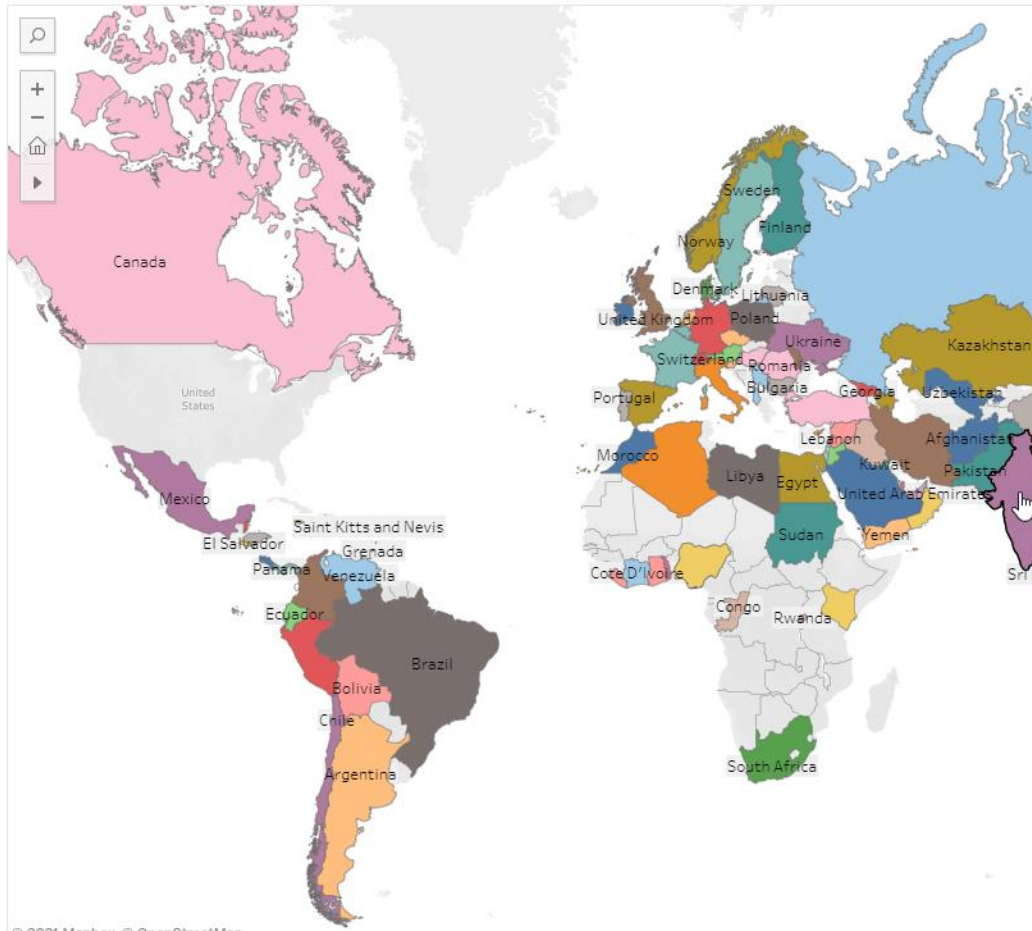 Canada
United
States
Mexico
Saint Kitts and Nevis
El Salvador
Grenada
Panamá
Venezuela
Ecuador
Brazil
Bolivia
Chile
Argentina
Sweden
Finland
Norway
Denmark
Lithuania
United Kingdom
Poland
Ukraine
Switzerland
Romania
Kazakhstan
Bulgaria
Portugal
Georgia
Uzbekistan
Lebanon
Afghanistan
Morocco
Libya
Egypt
Kuwait
Pakistan
United Arab Emirates
Sudan
Yemen
Cote D'Ivoire
Sri
Congo
Rwanda
South Africa
© 2021 Mapbox © OpenStreetMap